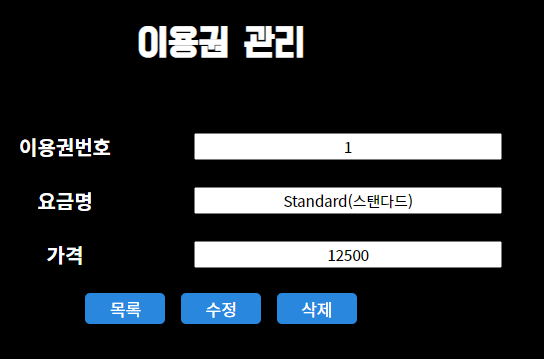 이용권 관리
이용권번호 1
요금명 Standard(스탠다드)
가격 12500
목록 수정 삭제